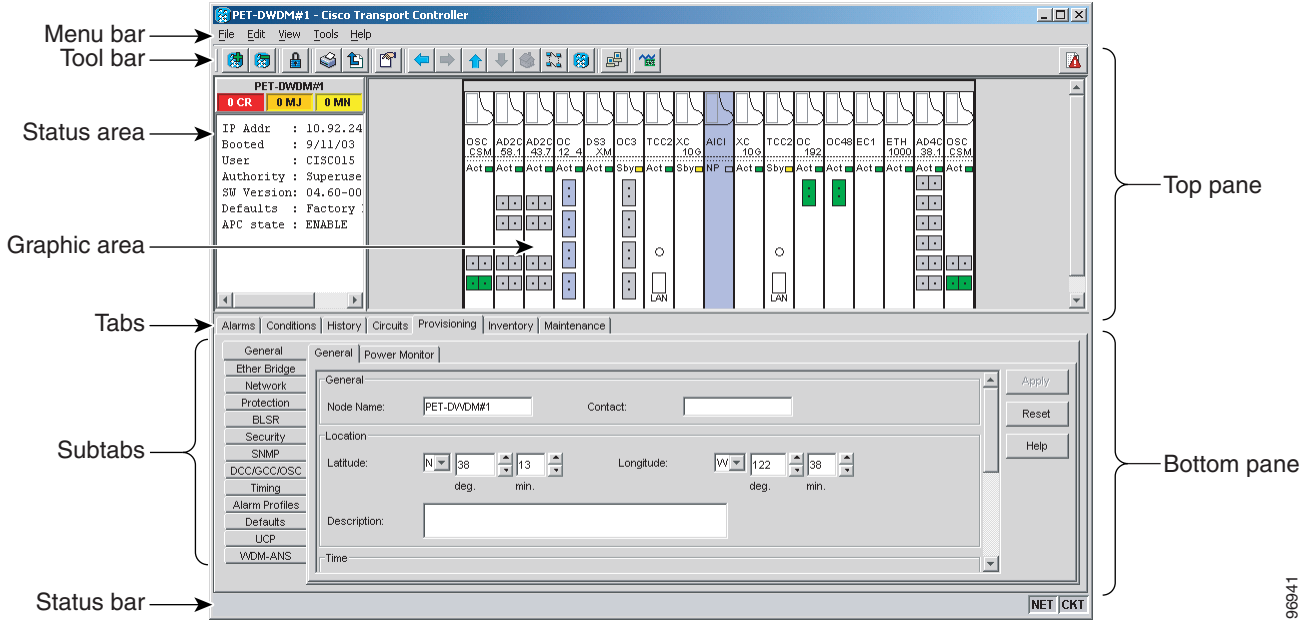 PET-DWDM#1 - Cisco Transport Controller
Menu bar
File Edit View Tools Help
Tool bar
PET-DWDM#1
0 CR 0 MJ 0 MN
Status area
IP Addr : 10.92.24
Booted : 9/11/03
User : CISCO15
Authority : Superuse
SW Version: 04.60-00
Defaults : Factory
APC state : ENABLE
Graphic area
OSC AD2C AD2C OC DS3 OC3 TCC2 XC AICI XC TCC2 OC OC48 EC1 ETH AD4C OSC
CSM 58.1 43.7 12_4 XM 10G 10G 192 1000 38.1 CSM
Act Act Act Act Act Sby Act Sby NP Act Sby Act Act Act Act Act Act
LAN LAN
Top pane
Tabs
Alarms Conditions History Circuits Provisioning Inventory Maintenance
Subtabs
General
Ether Bridge
Network
Protection
BLSR
Security
SNMP
DCC/GCC/OSC
Timing
Alarm Profiles
Defaults
UCP
WDM-ANS
General Power Monitor
General
Node Name: PET-DWDM#1 Contact:
Location
Latitude: N 38 13 Longitude: W 122 38
deg. min. deg. min.
Description:
Time
Apply
Reset
Help
Bottom pane
Status bar
NET CKT
96941